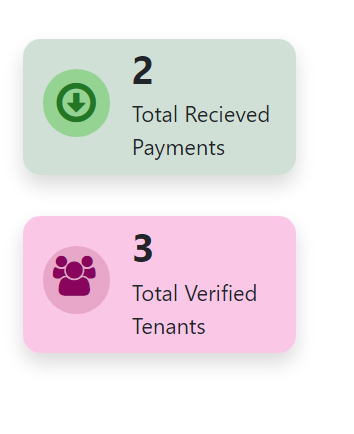 2
Total Recieved
Payments
3
Total Verified
Tenants